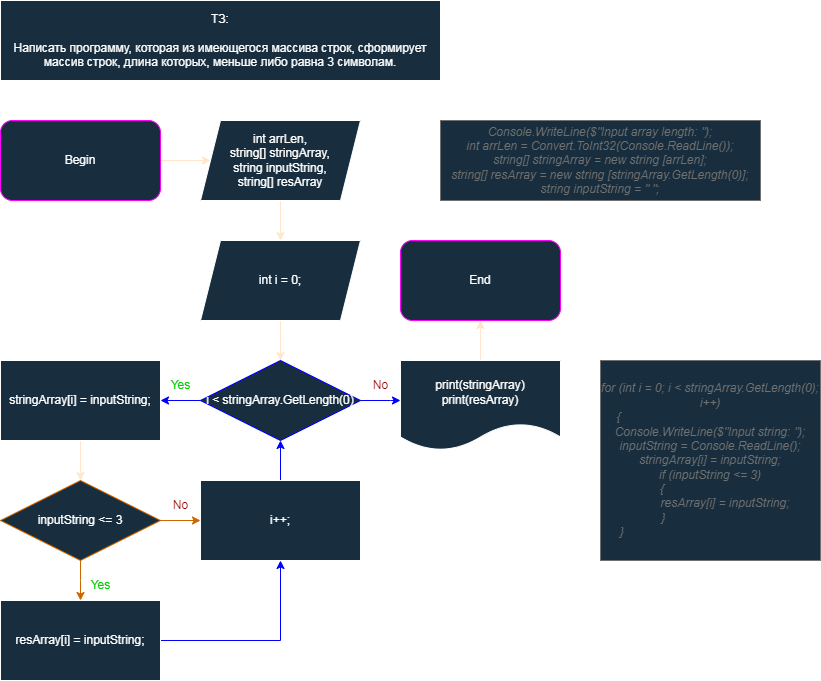 ТЗ:
Написать программу, которая из имеющегося массива строк, сформирует
массив строк, длина которых, меньше либо равна 3 символам.
Begin
int arrLen,
string[] stringArray,
string inputString,
string[] resArray
Console.WriteLine($"Input array length: ");
int arrLen = Convert.ToInt32(Console.ReadLine());
string[] stringArray = new string [arrLen];
string[] resArray = new string [stringArray.GetLength(0)];
string inputString = " ";
int i = 0;
End
stringArray[i] = inputString;
Yes
i < stringArray.GetLength(0)
No
print(stringArray)
print(resArray)
for (int i = 0; i < stringArray.GetLength(0);
i++)
{
Console.WriteLine($"Input string: ");
inputString = Console.ReadLine();
stringArray[i] = inputString;
if (inputString <= 3)
{
resArray[i] = inputString;
}
}
inputString <= 3
No
i++;
Yes
resArray[i] = inputString;